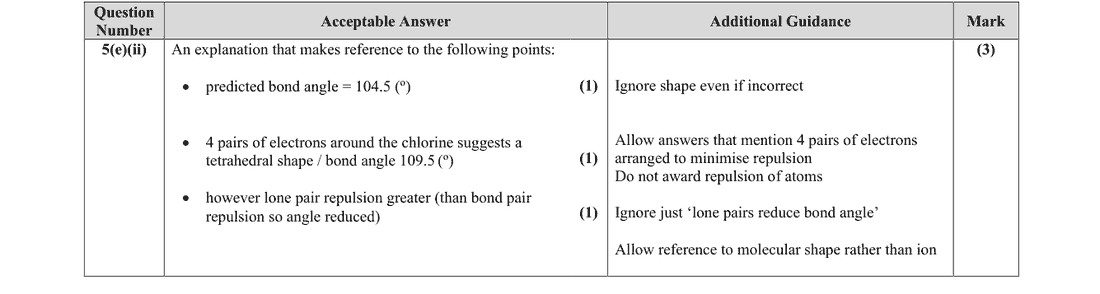 Question Number Acceptable Answer Additional Guidance Mark
5(e)(ii) An explanation that makes reference to the following points: (3)
• predicted bond angle = 104.5 (º) (1) Ignore shape even if incorrect
• 4 pairs of electrons around the chlorine suggests a
tetrahedral shape / bond angle 109.5 (º) (1)
Allow answers that mention 4 pairs of electrons
arranged to minimise repulsion
Do not award repulsion of atoms
• however lone pair repulsion greater (than bond pair
repulsion so angle reduced) (1)
Ignore just ‘lone pairs reduce bond angle’
Allow reference to molecular shape rather than ion